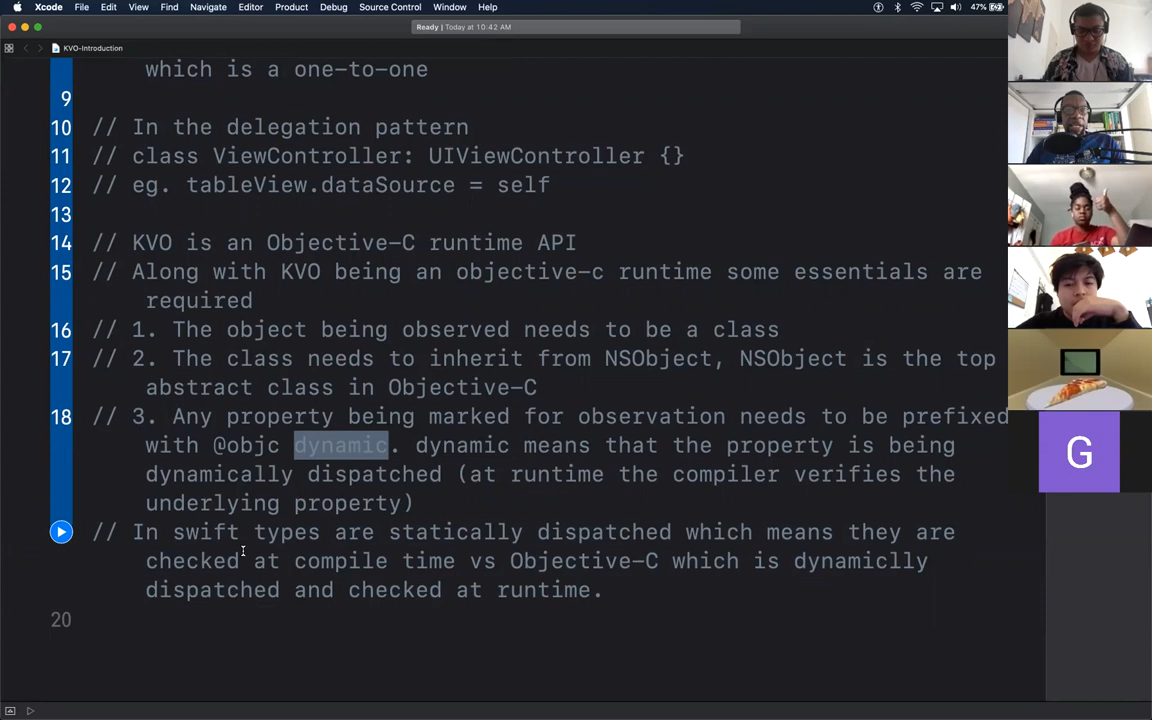 Xcode File Edit View Find Navigate Editor Product Debug Source Control Window Help 47%
Ready | Today at 10:42 AM
KVO-Introduction
which is a one-to-one
9
10 // In the delegation pattern
11 // class ViewController: UIViewController {}
12 // eg. tableView.dataSource = self
13
14 // KVO is an Objective-C runtime API
15 // Along with KVO being an objective-c runtime some essentials are
required
16 // 1. The object being observed needs to be a class
17 // 2. The class needs to inherit from NSObject, NSObject is the top
abstract class in Objective-C
18 // 3. Any property being marked for observation needs to be prefixed
with @objc dynamic. dynamic means that the property is being
dynamically dispatched (at runtime the compiler verifies the
underlying property)
// In swift types are statically dispatched which means they are
checked at compile time vs Objective-C which is dynamiclly
dispatched and checked at runtime.
20
G